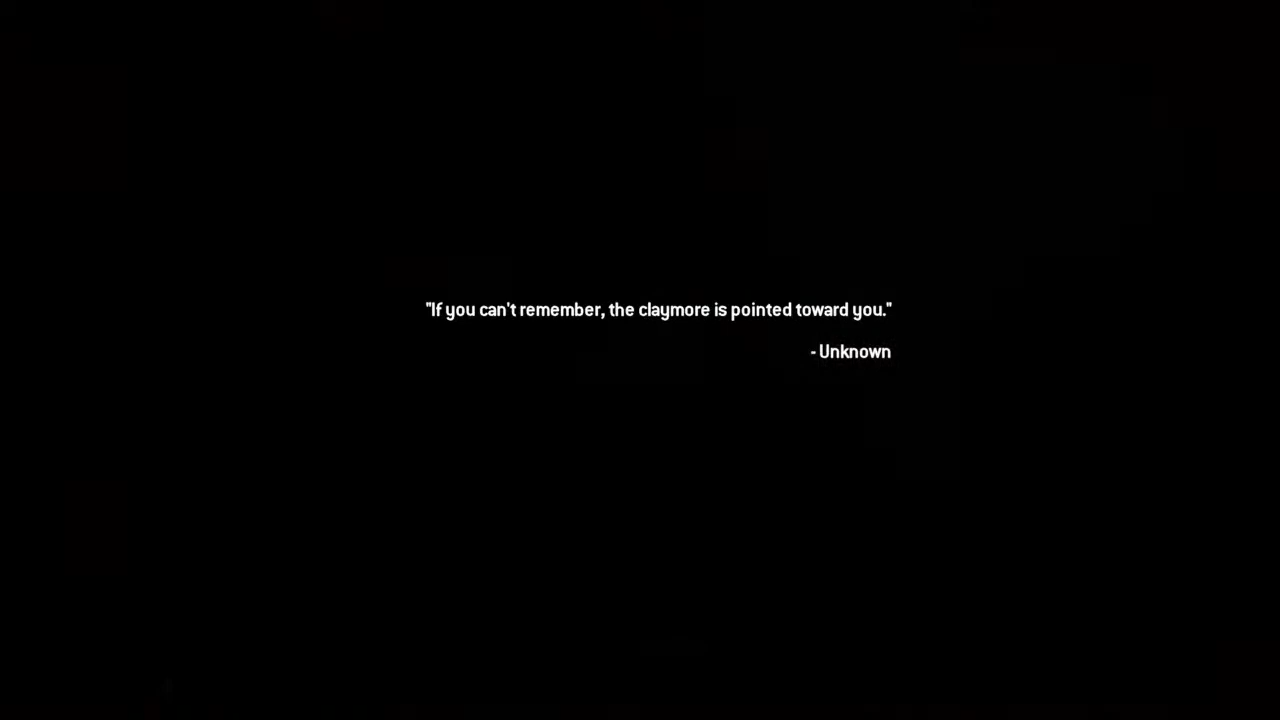 "If you can't remember, the claymore is pointed toward you."
- Unknown